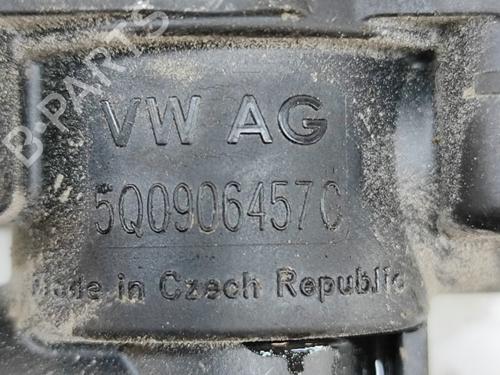 VW AG
5Q0906457C
Made in Czech Republic
B-PARTS